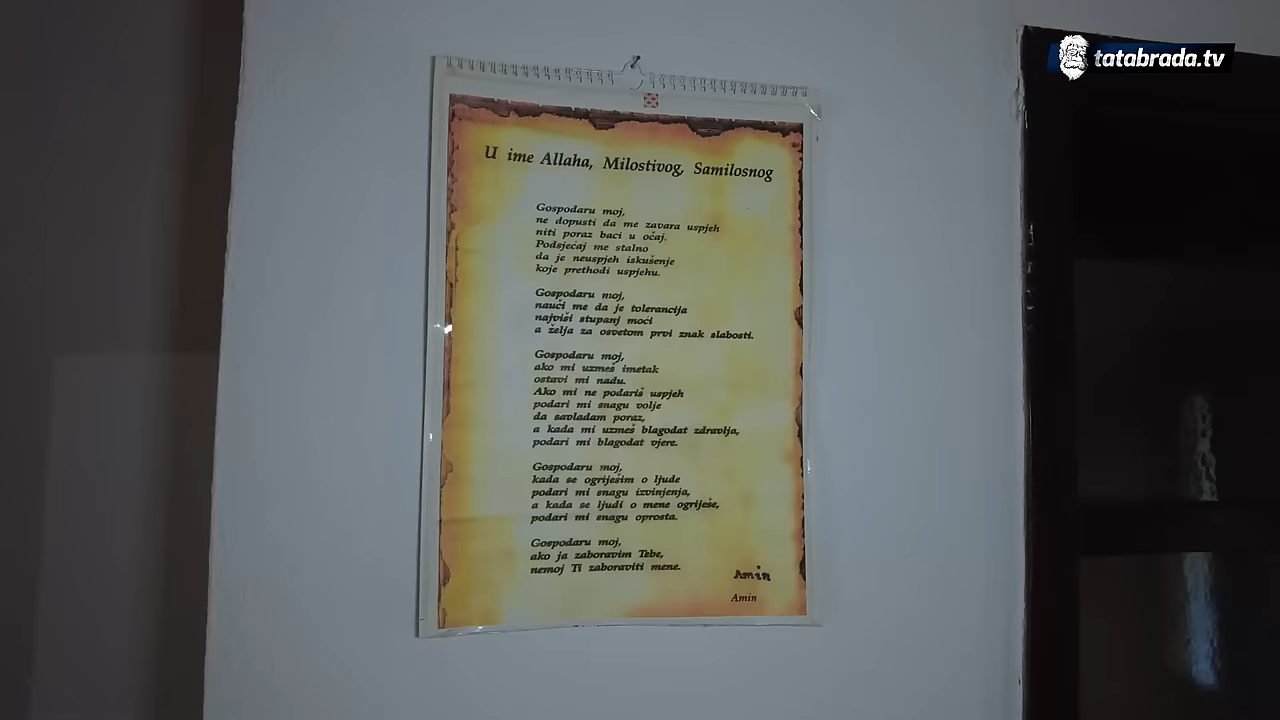 tatabrada.tv
U ime Allaha, Milostivog, Samilosnog
Gospodaru moj,
ne dopusti da me zavara uspjeh
niti poraz baci u očaj.
Podsjećaj me stalno
da je neuspjeh iskušenje
koje prethodi uspjehu.
Gospodaru moj,
nauči me da je tolerancija
najviši stupanj moći
a želja za osvetom prvi znak slabosti.
Gospodaru moj,
ako mi uzmeš imetak
ostavi mi nadu.
Ako mi ne podariš uspjeh
podari mi snagu volje
da savladam poraz,
a kada mi uzmeš blagodat zdravlja,
podari mi blagodat vjere.
Gospodaru moj,
kada se ogriješim o ljude
podari mi snagu izvinjenja,
a kada se ljudi o mene ogriješe,
podari mi snagu oprosta.
Gospodaru moj,
ako ja zaboravim Tebe,
nemoj Ti zaboraviti mene.
Amin
Amin